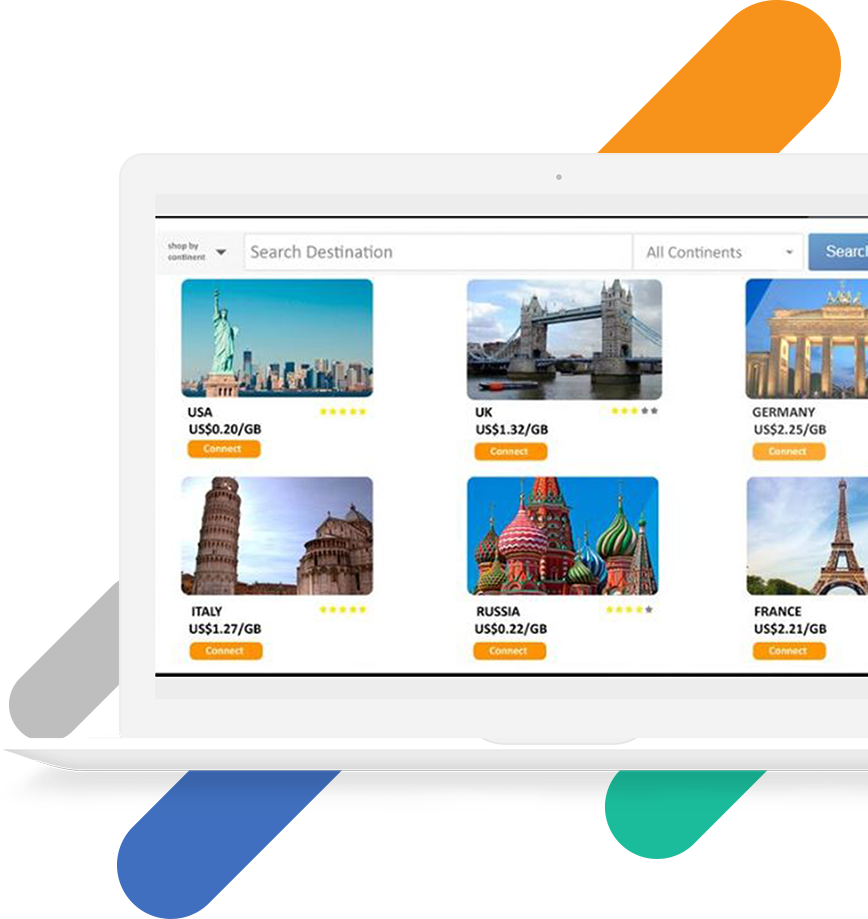 shop by
continent
Search Destination
All Continents
Search
USA
US$0.20/GB
Connect
UK
US$1.32/GB
Connect
GERMANY
US$2.25/GB
Connect
ITALY
US$1.27/GB
Connect
RUSSIA
US$0.22/GB
Connect
FRANCE
US$2.21/GB
Connect